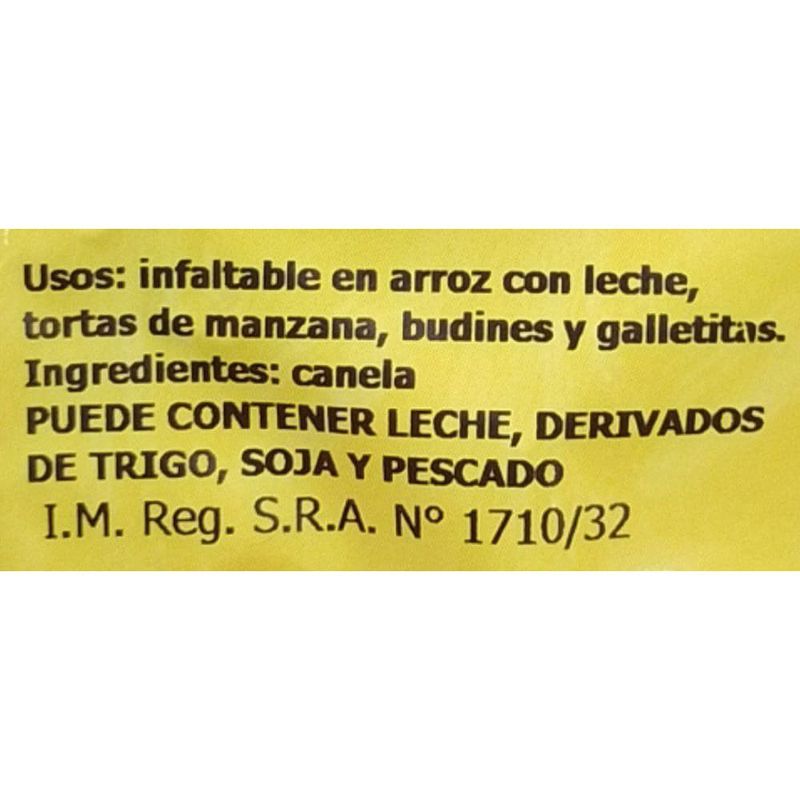 Usos: infaltable en arroz con leche,
tortas de manzana, budines y galletitas.
Ingredientes: canela
PUEDE CONTENER LECHE, DERIVADOS
DE TRIGO, SOJA Y PESCADO
I.M. Reg. S.R.A. Nº 1710/32